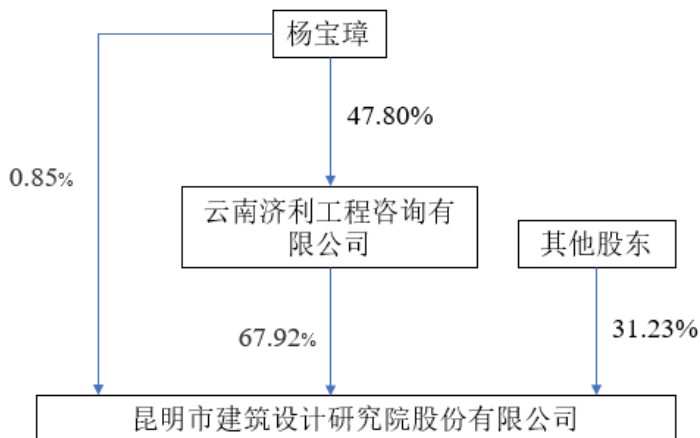 杨宝璋
47.80%
0.85%
云南济利工程咨询有
限公司
其他股东
67.92%
31.23%
昆明市建筑设计研究院股份有限公司